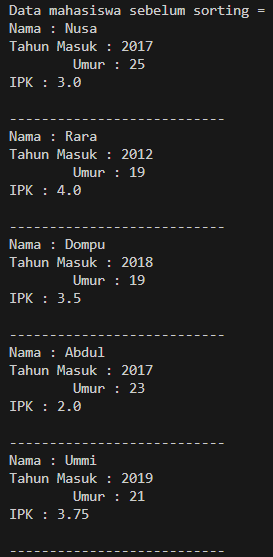 Data mahasiswa sebelum sorting =
Nama : Nusa
Tahun Masuk : 2017
        Umur : 25
IPK : 3.0

---------------------------
Nama : Rara
Tahun Masuk : 2012
        Umur : 19
IPK : 4.0

---------------------------
Nama : Dompu
Tahun Masuk : 2018
        Umur : 19
IPK : 3.5

---------------------------
Nama : Abdul
Tahun Masuk : 2017
        Umur : 23
IPK : 2.0

---------------------------
Nama : Ummi
Tahun Masuk : 2019
        Umur : 21
IPK : 3.75

---------------------------